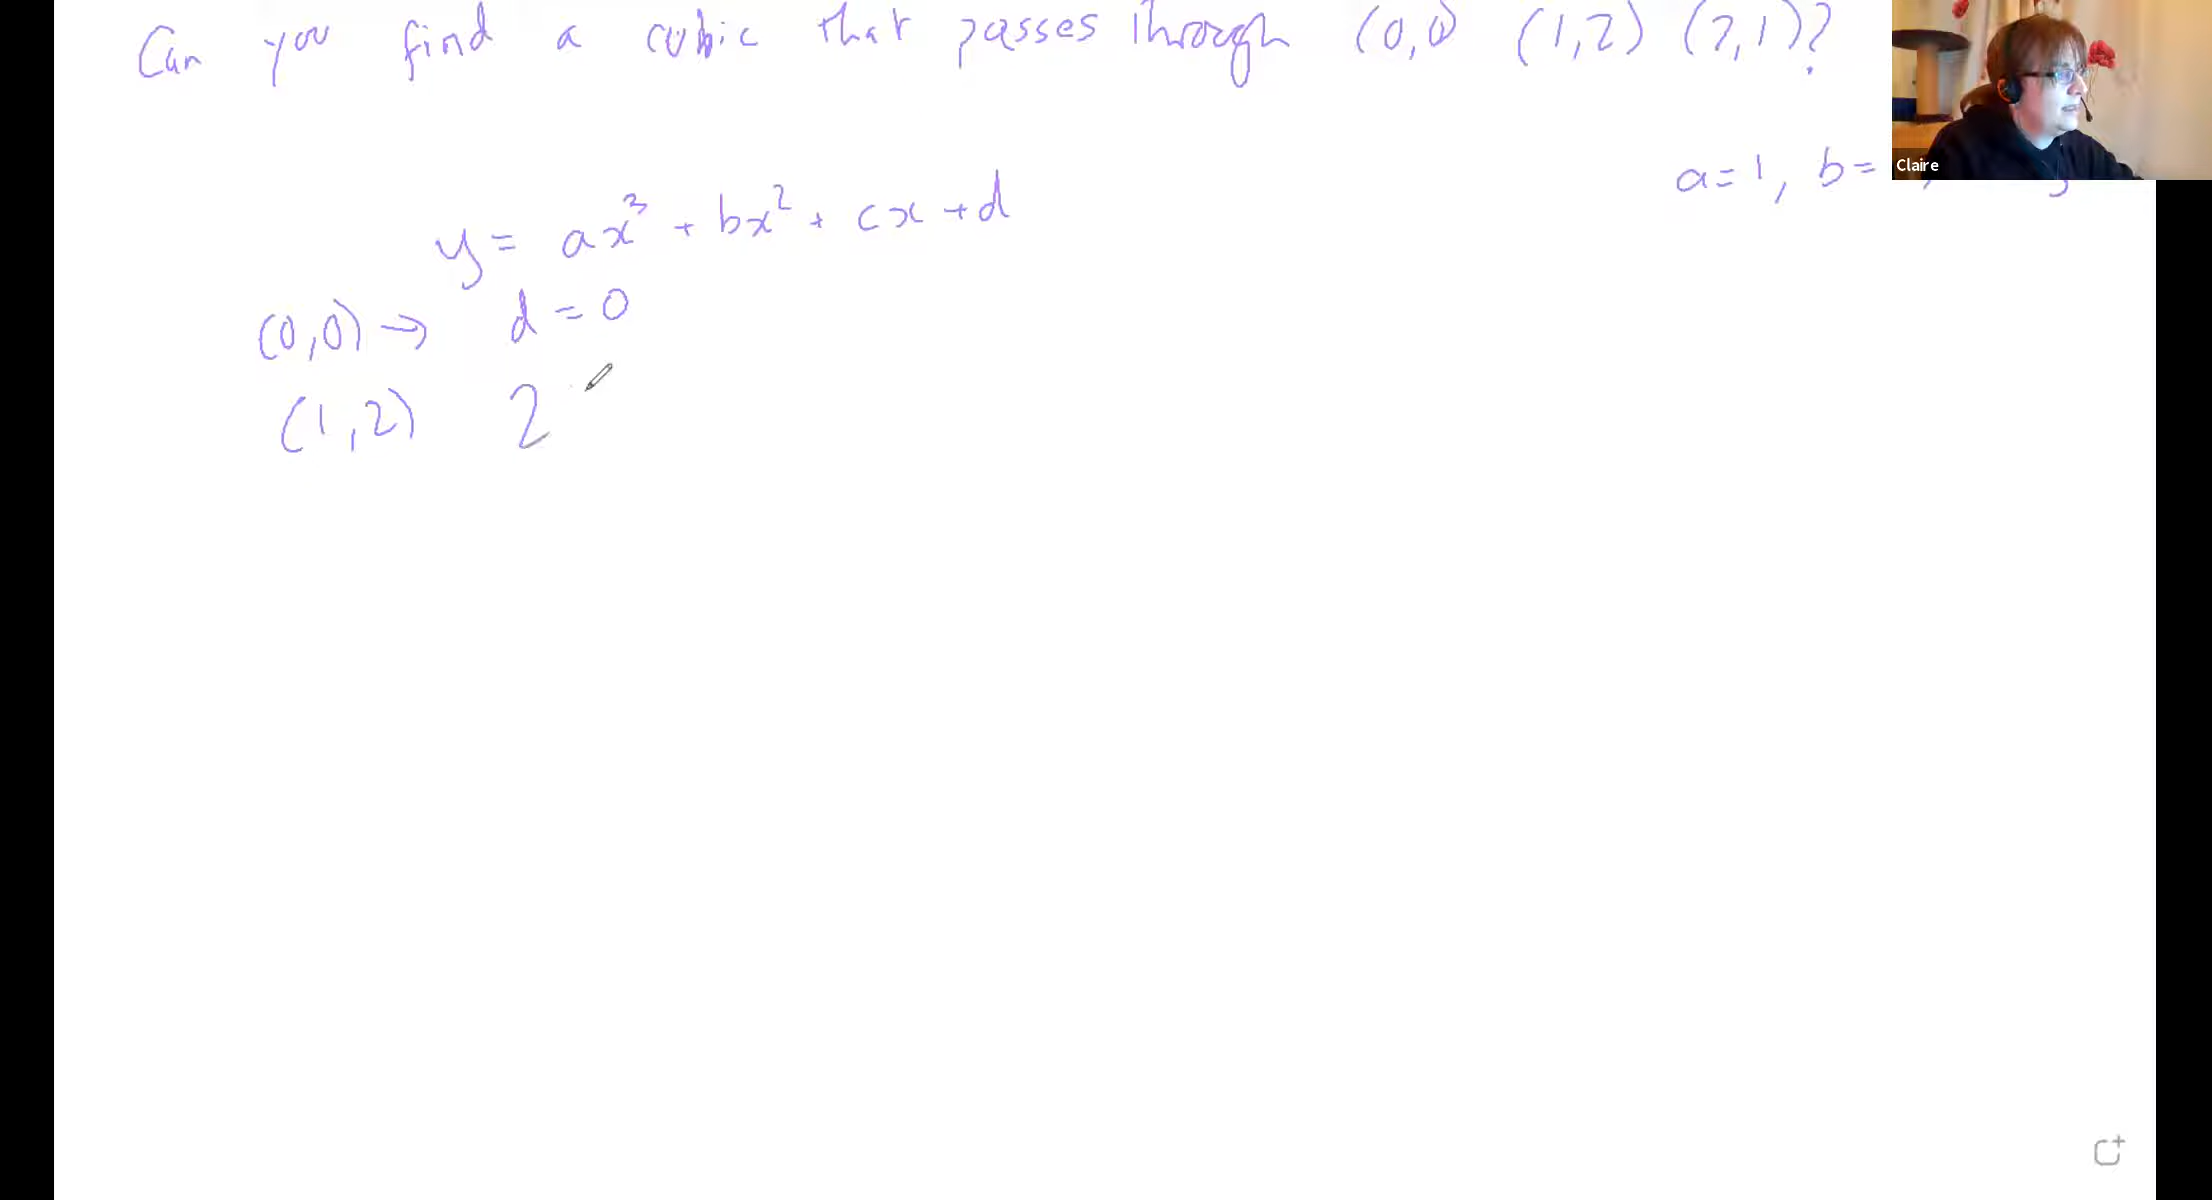 Can you find a cubic that passes through (0,0) (1,2) (2,1)?
Claire
a=1, b=
y = ax³ + bx² + cx + d
(0,0) → d = 0
(1,2) 2